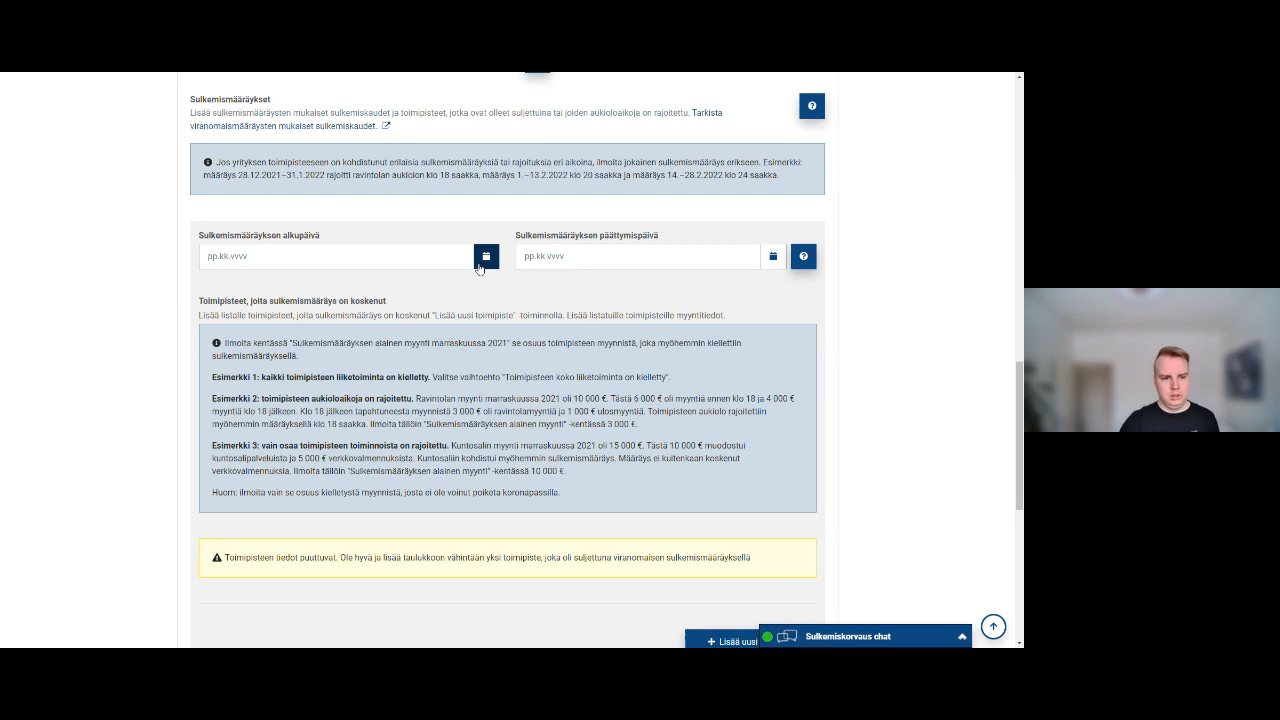 Sulkemismääräykset
Lisää sulkemismääräysten mukaiset sulkemiskaudet ja toimipisteet, jotka ovat olleet suljettuina tai joiden aukioloaikoja on rajoitettu. Tarkista
viranomaismääräysten mukaiset sulkemiskaudet.
Jos yrityksen toimipisteeseen on kohdistunut erilaisia sulkemismääräyksiä tai rajoituksia eri aikoina, ilmoita jokainen sulkemismääräys erikseen. Esimerkki:
määräys 28.12.2021–31.1.2022 rajoitti ravintolan aukiolon klo 18 saakka, määräys 1.–13.2.2022 klo 20 saakka ja määräys 14.–28.2.2022 klo 24 saakka.
Sulkemismääräyksen alkupäivä
Sulkemismääräyksen päättymispäivä
pp.kk.vvvv
pp.kk.vvvv
Toimipisteet, joita sulkemismääräys on koskenut
Lisää listalle toimipisteet, joita sulkemismääräys on koskenut "Lisää uusi toimipiste" -toiminnolla. Lisää listatuille toimipisteille myyntitiedot.
Ilmoita kentässä "Sulkemismääräyksen alainen myynti marraskuussa 2021" se osuus toimipisteen myynnistä, joka myöhemmin kiellettiin
sulkemismääräyksellä.
Esimerkki 1: kaikki toimipisteen liiketoiminta on kielletty. Valitse vaihtoehto "Toimipisteen koko liiketoiminta on kielletty".
Esimerkki 2: toimipisteen aukioloaikoja on rajoitettu. Ravintolan myynti marraskuussa 2021 oli 10 000 €. Tästä 6 000 € oli myyntiä ennen klo 18 ja 4 000 €
myyntiä klo 18 jälkeen. Klo 18 jälkeen tapahtuneesta myynnistä 3 000 € oli ravintolamyyntiä ja 1 000 € ulosmyyntiä. Toimipisteen aukiolo rajoitettiin
myöhemmin määräyksellä klo 18 saakka. Ilmoita tällöin "Sulkemismääräyksen alainen myynti" -kentässä 3 000 €.
Esimerkki 3: vain osaa toimipisteen toiminnoista on rajoitettu. Kuntosalin myynti marraskuussa 2021 oli 15 000 €. Tästä 10 000 € muodostui
kuntosalipalveluista ja 5 000 € verkkovalmennuksista. Kuntosaliin kohdistui myöhemmin sulkemismääräys. Määräys ei kuitenkaan koskenut
verkkovalmennuksia. Ilmoita tällöin "Sulkemismääräyksen alainen myynti" -kentässä 10 000 €.
Huom: ilmoita vain se osuus kielletystä myynnistä, josta ei ole voinut poiketa koronapassilla.
Toimipisteen tiedot puuttuvat. Ole hyvä ja lisää taulukkoon vähintään yksi toimipiste, joka oli suljettuna viranomaisen sulkemismääräyksellä
+ Lisää uusi
Sulkemiskorvaus chat